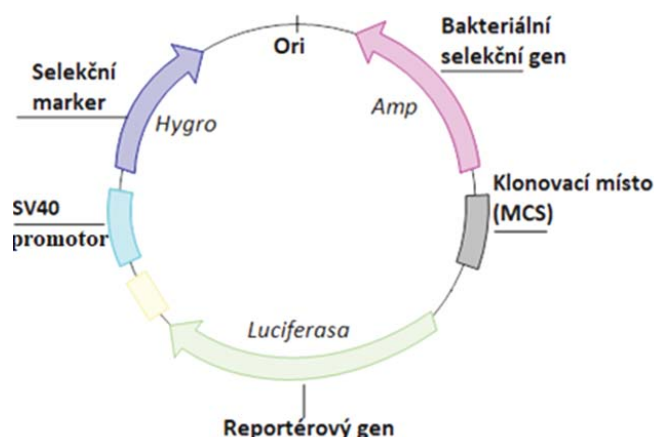 Ori
Bakteriální
selekční gen
Selekční
marker
Hygro
Amp
SV40
promotor
Klonovací místo
(MCS)
Luciferasa
Reportérový gen